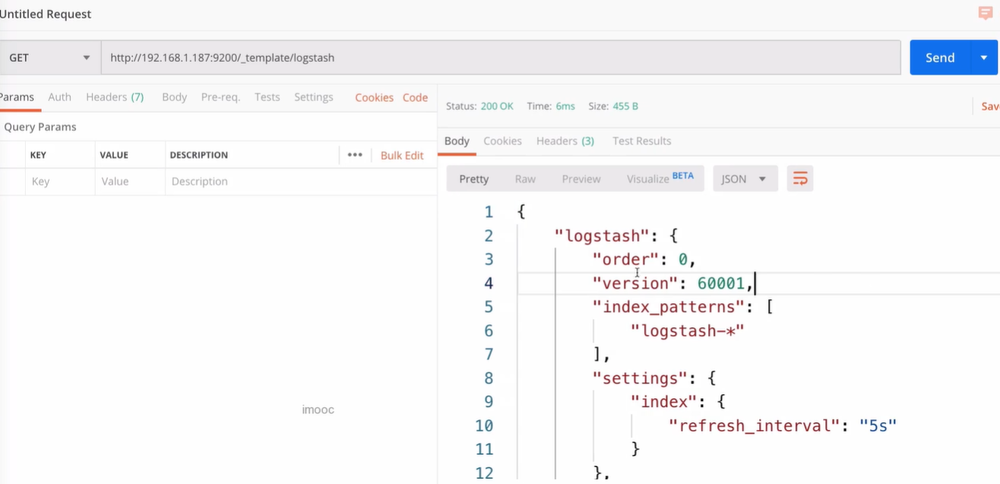 Untitled Request
GET http://192.168.1.187:9200/_template/logstash Send
Params Auth Headers (7) Body Pre-req. Tests Settings Cookies Code
Query Params
KEY VALUE DESCRIPTION ••• Bulk Edit
Key Value Description
imooc
Status: 200 OK Time: 6ms Size: 455 B Sav
Body Cookies Headers (3) Test Results
Pretty Raw Preview Visualize BETA JSON
1 {
2 "logstash": {
3 "order": 0,
4 "version": 60001,
5 "index_patterns": [
6 "logstash-*"
7 ],
8 "settings": {
9 "index": {
10 "refresh_interval": "5s"
11 }
12 },